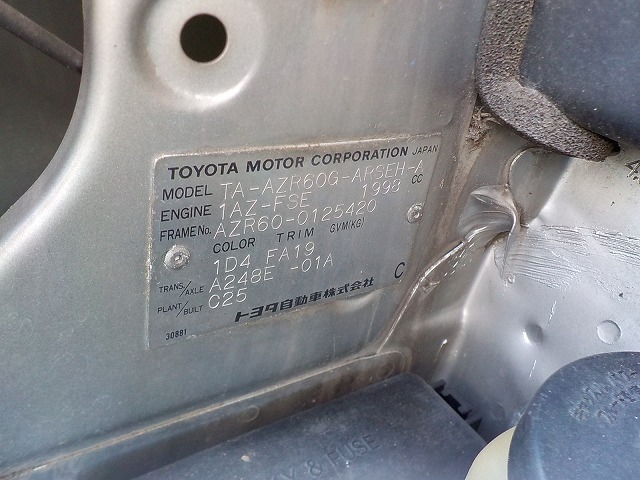 TOYOTA MOTOR CORPORATION JAPAN
MODEL TA-AZR60G-ARSEH-A
ENGINE 1AZ-FSE 1998 CC
FRAME No. AZR60-0125420
COLOR TRIM G.V.M(KG)
1D4 FA19
TRANS./AXLE A248E -01A
PLANT/BUILT C25 C
トヨタ自動車株式会社
30881
& FUSE